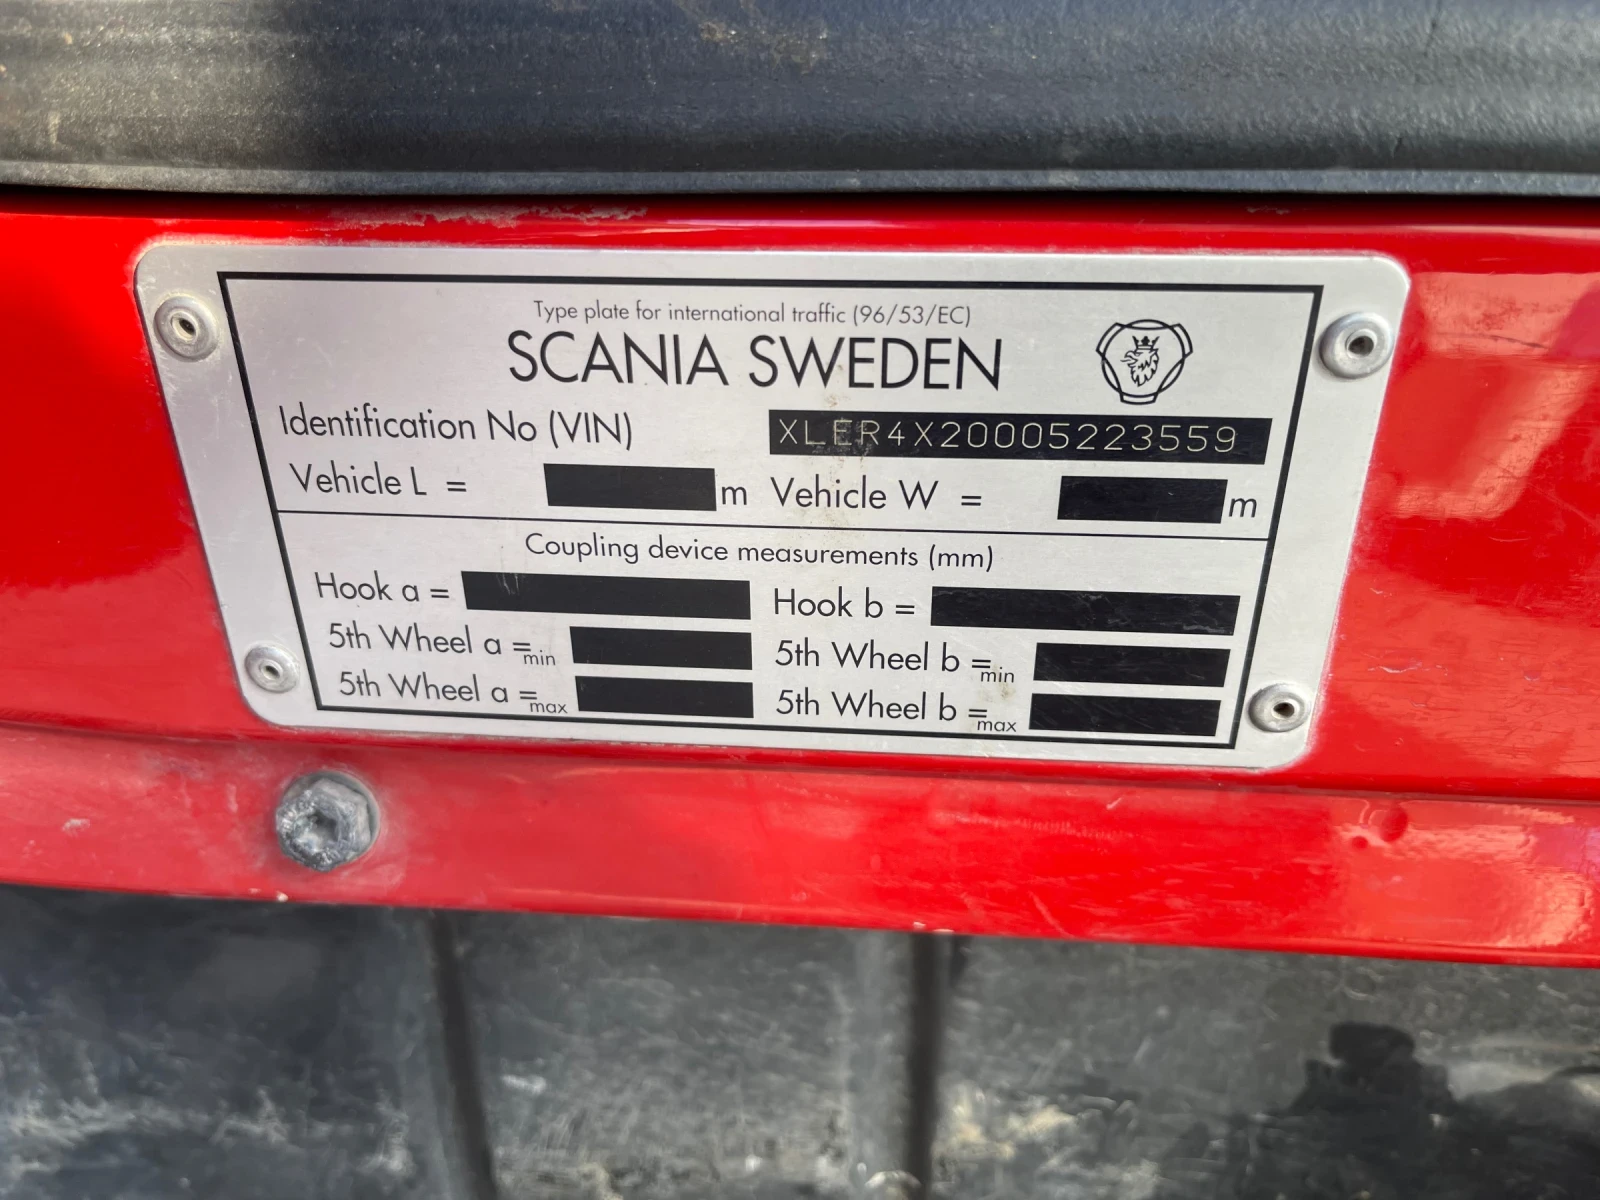 Type plate for international traffic (96/53/EC)
SCANIA SWEDEN
Identification No (VIN) XLER4X20005223559
Vehicle L = m Vehicle W = m
Coupling device measurements (mm)
Hook a = Hook b =
5th Wheel a = min 5th Wheel b = min
5th Wheel a = max 5th Wheel b = max